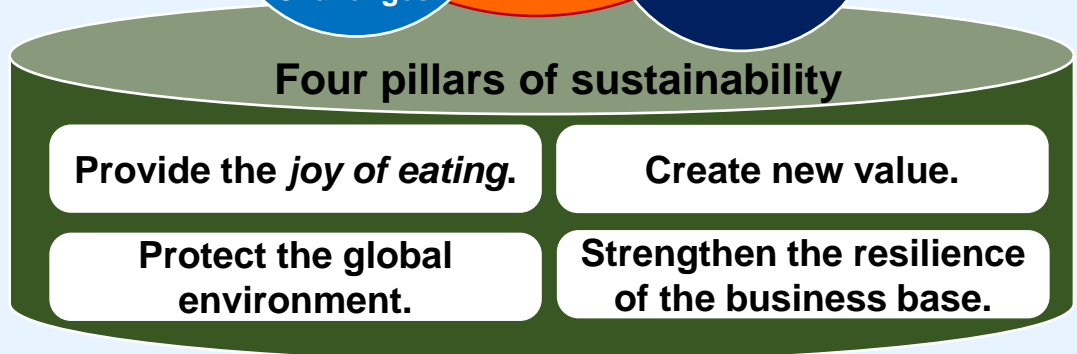 Four pillars of sustainability
Provide the joy of eating.
Create new value.
Protect the global
environment.
Strengthen the resilience
of the business base.